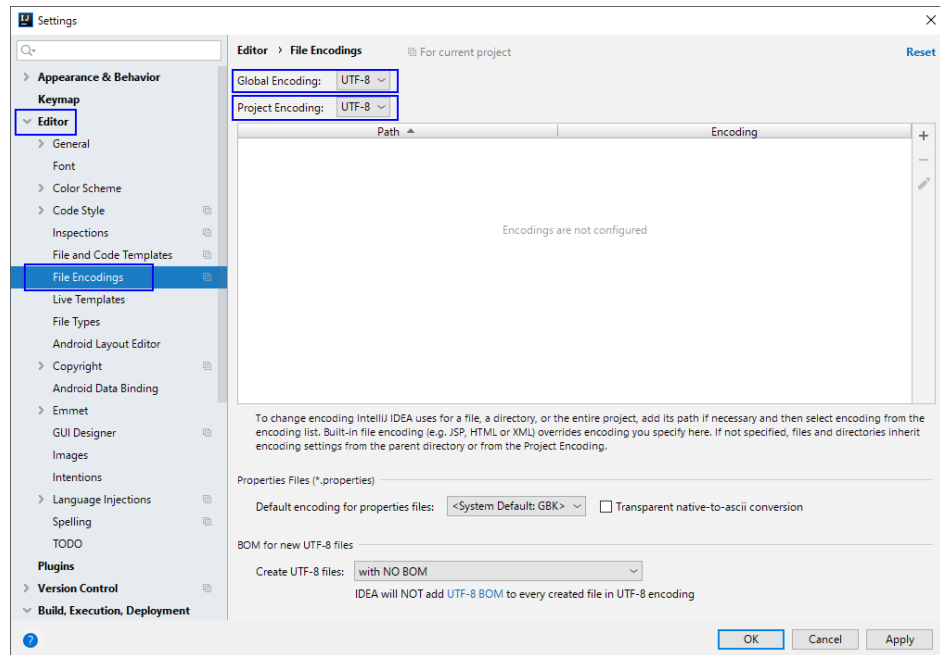 Settings
Editor › File Encodings
For current project
Reset
Appearance & Behavior
Keymap
Editor
General
Font
Color Scheme
Code Style
Inspections
File and Code Templates
File Encodings
Live Templates
File Types
Android Layout Editor
Copyright
Android Data Binding
Emmet
GUI Designer
Images
Intentions
Language Injections
Spelling
TODO
Plugins
Version Control
Build, Execution, Deployment
Global Encoding: UTF-8
Project Encoding: UTF-8
Path Encoding
Encodings are not configured
To change encoding IntelliJ IDEA uses for a file, a directory, or the entire project, add its path if necessary and then select encoding from the
encoding list. Built-in file encoding (e.g. JSP, HTML or XML) overrides encoding you specify here. If not specified, files and directories inherit
encoding settings from the parent directory or from the Project Encoding.
Properties Files (*.properties)
Default encoding for properties files: <System Default: GBK> Transparent native-to-ascii conversion
BOM for new UTF-8 files
Create UTF-8 files: with NO BOM
IDEA will NOT add UTF-8 BOM to every created file in UTF-8 encoding
? OK Cancel Apply